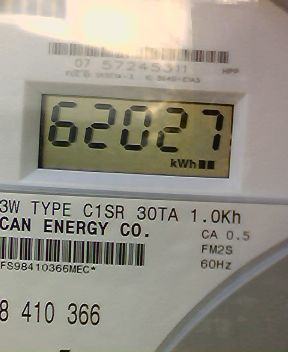 07 57245311
62027
kWh
3W TYPE C1SR 30TA 1.0Kh
CAN ENERGY CO.
CA 0.5
FM2S
60Hz
FS98410366MEC*
8 410 366